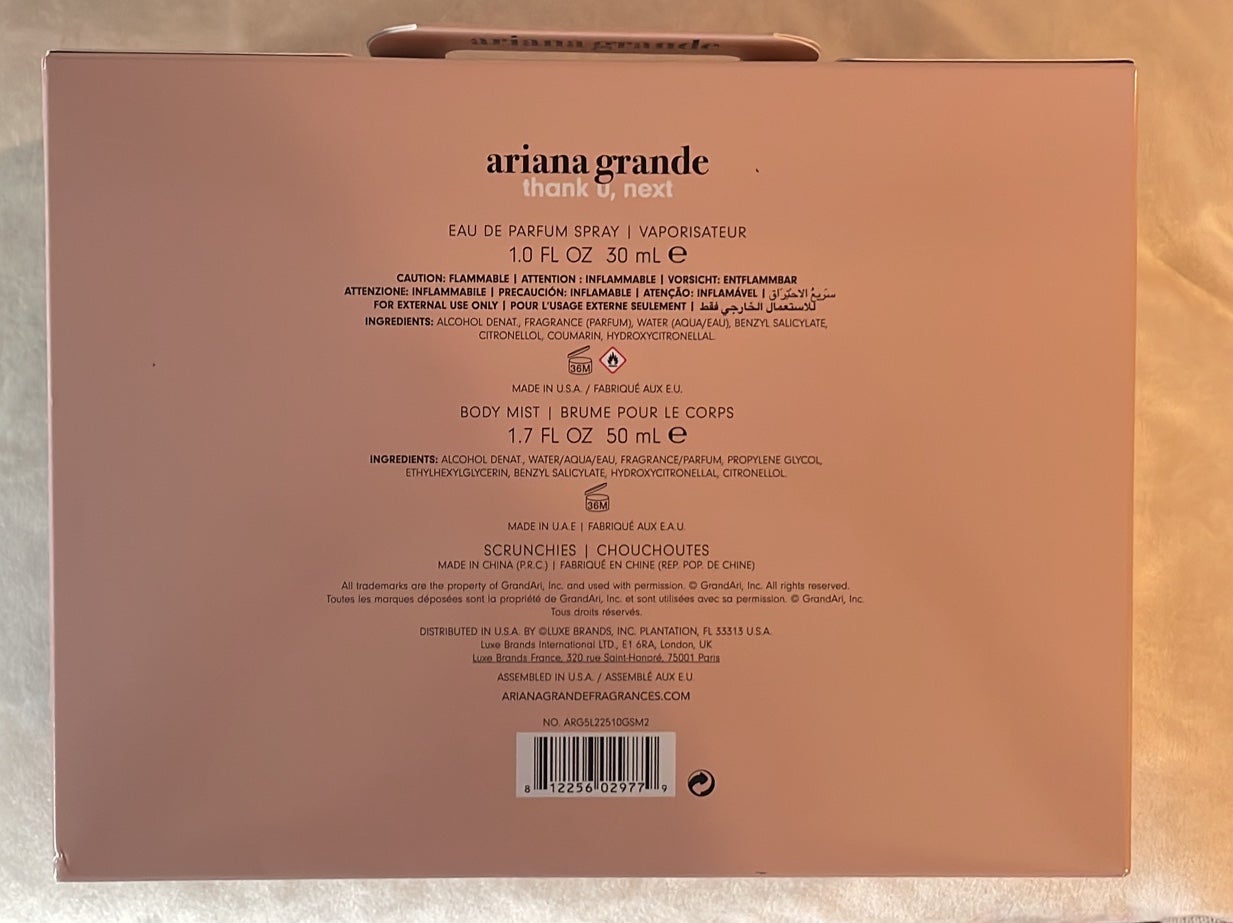 ariana grande
ariana grande
thank u, next
EAU DE PARFUM SPRAY | VAPORISATEUR
1.0 FL OZ 30 mL ℮
CAUTION: FLAMMABLE | ATTENTION : INFLAMMABLE | VORSICHT: ENTFLAMMBAR
ATTENZIONE: INFLAMMABILE | PRECAUCIÓN: INFLAMABLE | ATENÇÃO: INFLAMÁVEL | سَريعُ الاحتِرَاق
FOR EXTERNAL USE ONLY | POUR L'USAGE EXTERNE SEULEMENT | للاستعمال الخارجي فقط
INGREDIENTS: ALCOHOL DENAT., FRAGRANCE (PARFUM), WATER (AQUA/EAU), BENZYL SALICYLATE,
CITRONELLOL, COUMARIN, HYDROXYCITRONELLAL.
36M
MADE IN U.S.A. / FABRIQUÉ AUX E.U.
BODY MIST | BRUME POUR LE CORPS
1.7 FL OZ 50 mL ℮
INGREDIENTS: ALCOHOL DENAT., WATER/AQUA/EAU, FRAGRANCE/PARFUM, PROPYLENE GLYCOL,
ETHYLHEXYLGLYCERIN, BENZYL SALICYLATE, HYDROXYCITRONELLAL, CITRONELLOL.
36M
MADE IN U.A.E | FABRIQUÉ AUX E.A.U.
SCRUNCHIES | CHOUCHOUTES
MADE IN CHINA (P.R.C.) | FABRIQUÉ EN CHINE (REP. POP. DE CHINE)
All trademarks are the property of GrandAri, Inc. and used with permission. © GrandAri, Inc. All rights reserved.
Toutes les marques déposées sont la propriété de GrandAri, Inc. et sont utilisées avec sa permission. © GrandAri, Inc.
Tous droits réservés.
DISTRIBUTED IN U.S.A. BY ©LUXE BRANDS, INC. PLANTATION, FL 33313 U.S.A.
Luxe Brands International LTD., E1 6RA, London, UK
Luxe Brands France, 320 rue Saint-Honoré, 75001 Paris
ASSEMBLED IN U.S.A. / ASSEMBLÉ AUX E.U.
ARIANAGRANDEFRAGRANCES.COM
NO. ARG5L22510GSM2
8 12256 02977 9